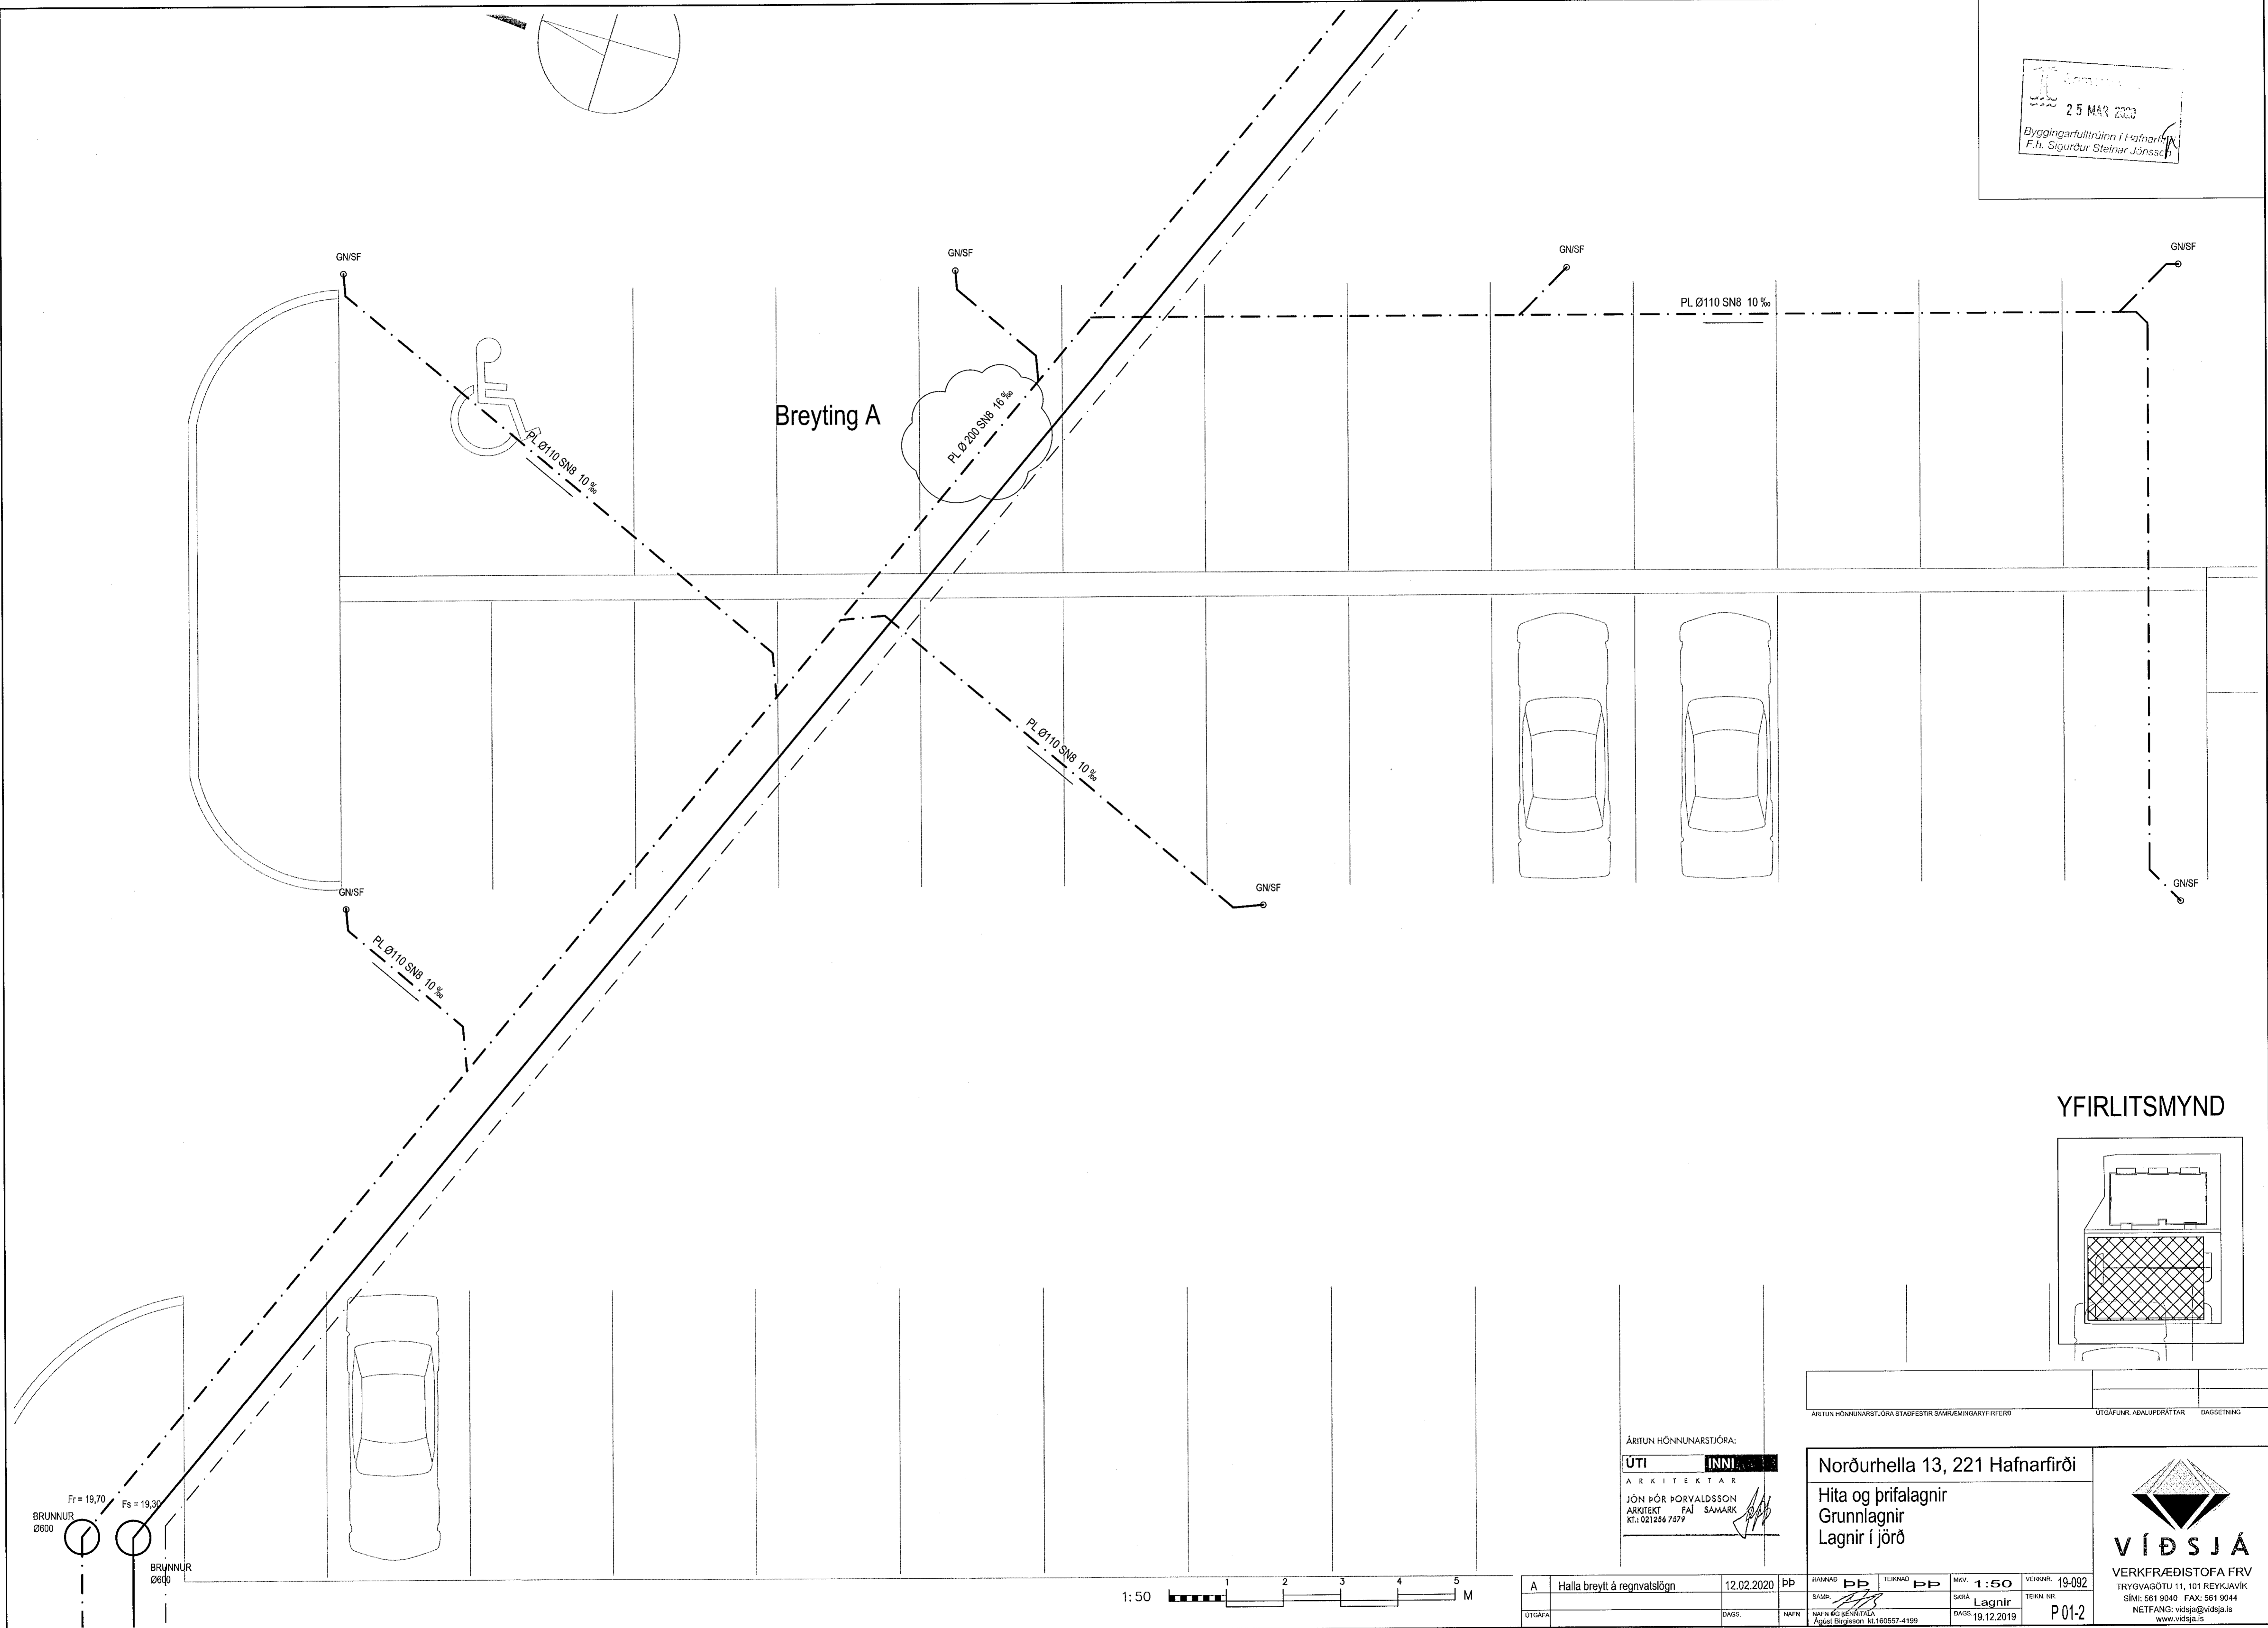 25 MAR 2020
Byggingarfulltrúinn í Hafnarfirði
F.h. Sigurður Steinar Jónsson
GN/SF
GN/SF
GN/SF
GN/SF
PL Ø110 SN8 10 ‰
Breyting A
PL Ø 200 SN8 16 ‰
PL Ø110 SN8 10 ‰
PL Ø110 SN8 10 ‰
GN/SF
GN/SF
GN/SF
PL Ø110 SN8 10 ‰
YFIRLITSMYND
ÁRITUN HÖNNUNARSTJÓRA STAÐFESTIR SAMRÆMINGARYFIRFERÐ
ÚTGÁFUNR. AÐALUPPDRÁTTAR
DAGSETNING
ÁRITUN HÖNNUNARSTJÓRA:
ÚTI INNI
ARKITEKTAR
JÓN ÞÓR ÞORVALDSSON
ARKITEKT FAÍ SAMARK
KT.: 021256 7579
Norðurhella 13, 221 Hafnarfirði
Hita og þrifalagnir
Grunnlagnir
Lagnir í jörð
Fr = 19,70
Fs = 19,30
BRUNNUR
Ø600
BRUNNUR
Ø600
1:50
1 2 3 4 5
M
A Halla breytt á regnvatslögn 12.02.2020 ÞÞ
ÚTGÁFA DAGS. NAFN
HANNAÐ ÞÞ TEIKNAÐ ÞÞ MKV. 1:50 VERKNR. 19-092
SAMÞ. SKRÁ Lagnir TEIKN. NR.
NAFN OG KENNITALA DAGS. 19.12.2019 P 01-2
Ágúst Birgisson kt.160557-4199
VÍÐSJÁ
VERKFRÆÐISTOFA FRV
TRYGVAGÖTU 11, 101 REYKJAVÍK
SÍMI: 561 9040 FAX: 561 9044
NETFANG: vidsja@vidsja.is
www.vidsja.is